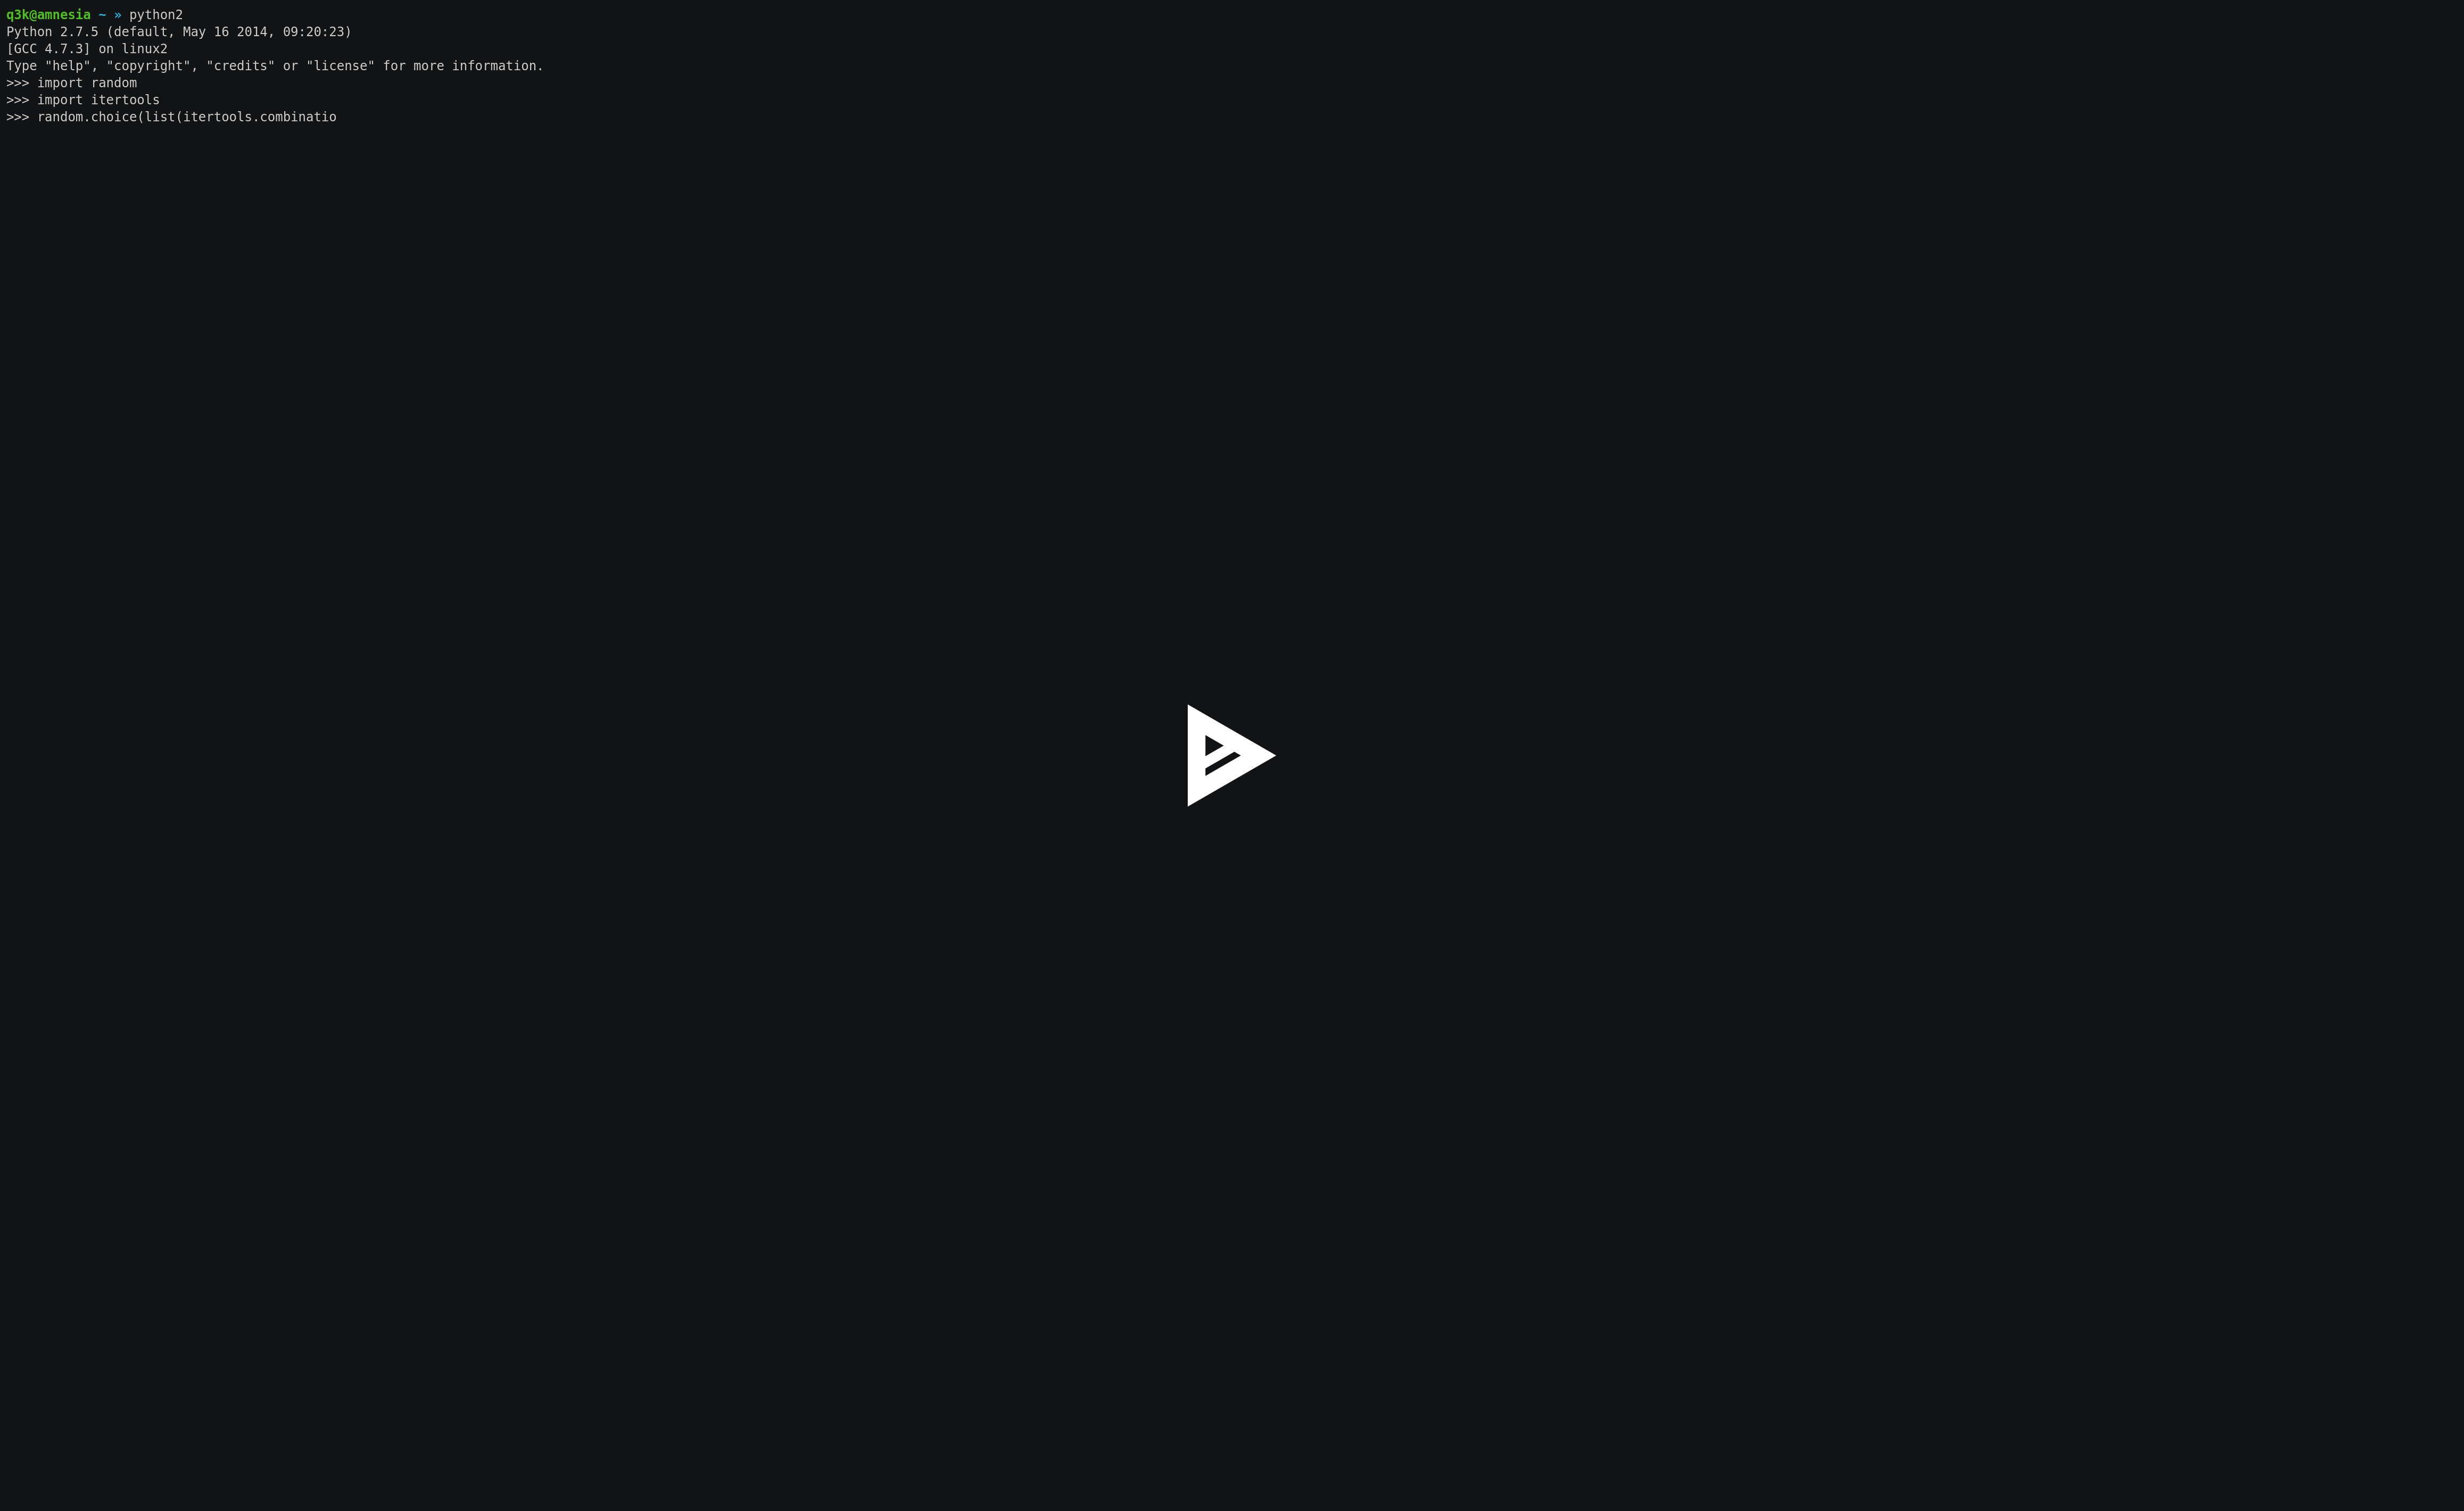 q3k@amnesia ~ » python2
Python 2.7.5 (default, May 16 2014, 09:20:23)
[GCC 4.7.3] on linux2
Type "help", "copyright", "credits" or "license" for more information.
>>> import random
>>> import itertools
>>> random.choice(list(itertools.combinatio